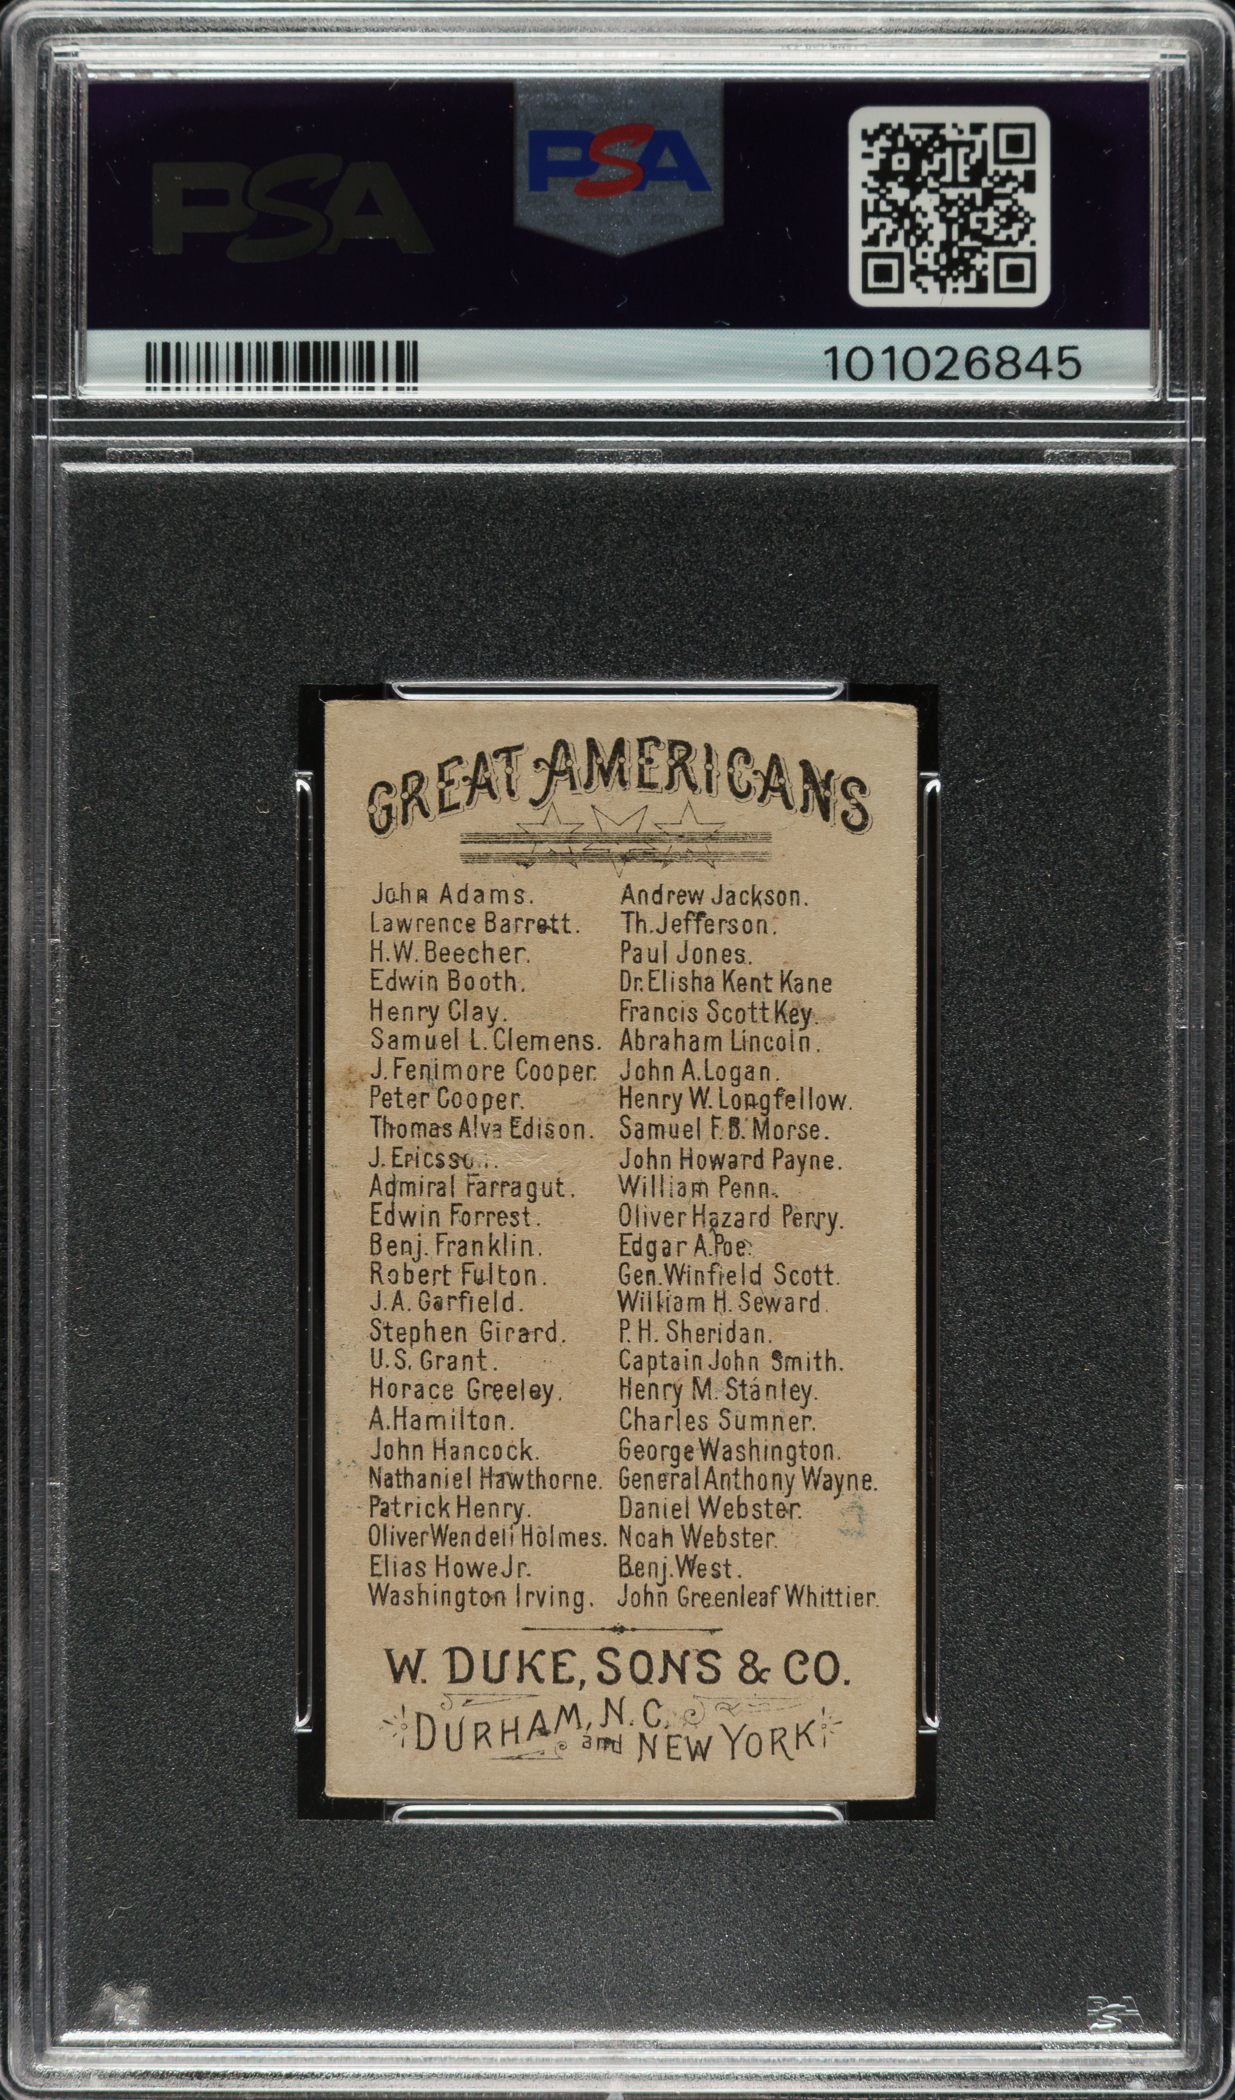 PSA
PSA
101026845
GREAT AMERICANS
John Adams.
Lawrence Barrett.
H.W. Beecher.
Edwin Booth.
Henry Clay.
Samuel L. Clemens.
J. Fenimore Cooper.
Peter Cooper.
Thomas Alva Edison.
J. Ericsso
Admiral Farragut.
Edwin Forrest.
Benj. Franklin.
Robert Fulton.
J.A. Garfield.
Stephen Girard.
U.S. Grant.
Horace Greeley.
A. Hamilton.
John Hancock.
Nathaniel Hawthorne.
Patrick Henry.
Oliver Wendell Holmes.
Elias Howe Jr.
Washington Irving.
Andrew Jackson.
Th. Jefferson.
Paul Jones.
Dr. Elisha Kent Kane
Francis Scott Key.
Abraham Lincoln.
John A. Logan.
Henry W. Longfellow.
Samuel F. B. Morse.
John Howard Payne.
William Penn.
Oliver Hazard Perry.
Edgar A. Poe.
Gen. Winfield Scott.
William H. Seward.
P. H. Sheridan.
Captain John Smith.
Henry M. Stanley.
Charles Sumner.
George Washington.
General Anthony Wayne.
Daniel Webster.
Noah Webster.
Benj. West.
John Greenleaf Whittier.
W. DUKE, SONS & CO.
DURHAM, N.C. and NEW YORK
PSA